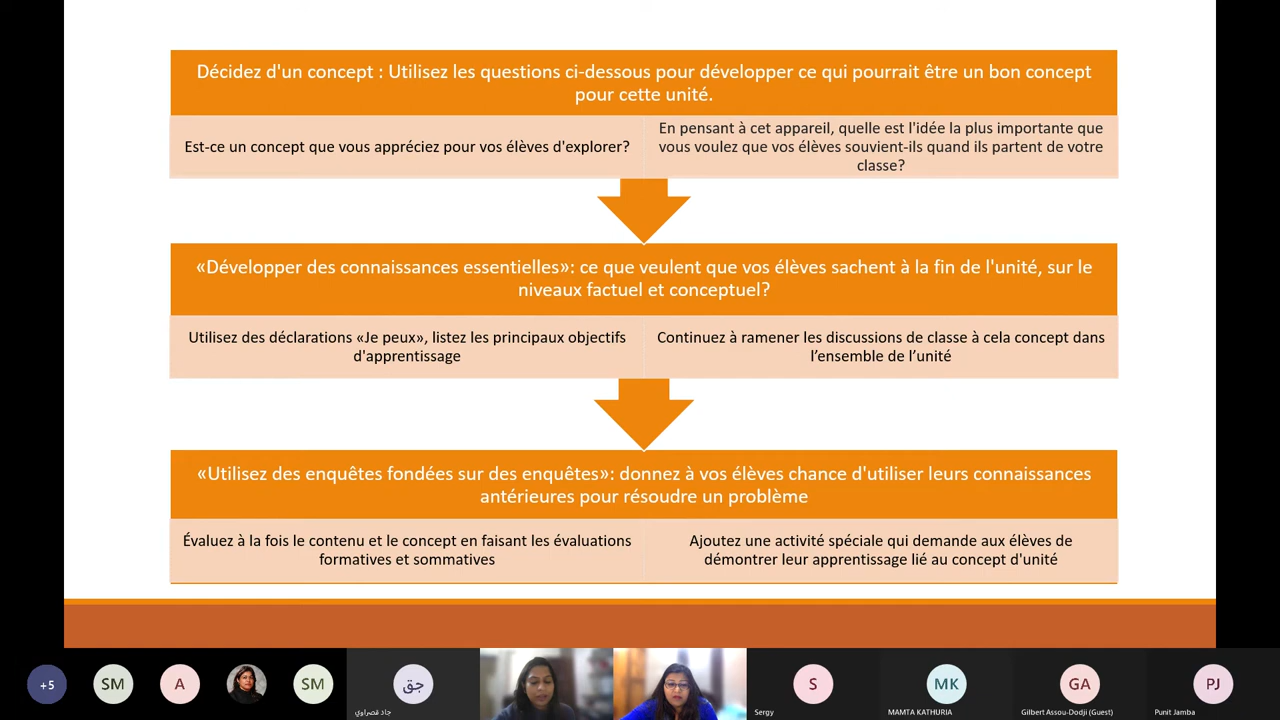 Décidez d'un concept : Utilisez les questions ci-dessous pour développer ce qui pourrait être un bon concept
pour cette unité.
Est-ce un concept que vous appréciez pour vos élèves d'explorer?
En pensant à cet appareil, quelle est l'idée la plus importante que
vous voulez que vos élèves souvient-ils quand ils partent de votre
classe?
«Développer des connaissances essentielles»: ce que veulent que vos élèves sachent à la fin de l'unité, sur le
niveaux factuel et conceptuel?
Utilisez des déclarations «Je peux», listez les principaux objectifs
d'apprentissage
Continuez à ramener les discussions de classe à cela concept dans
l’ensemble de l’unité
«Utilisez des enquêtes fondées sur des enquêtes»: donnez à vos élèves chance d'utiliser leurs connaissances
antérieures pour résoudre un problème
Évaluez à la fois le contenu et le concept en faisant les évaluations
formatives et sommatives
Ajoutez une activité spéciale qui demande aux élèves de
démontrer leur apprentissage lié au concept d'unité
+5
SM
A
SM
جق
جاد قصراوي
S
Sergy
MK
MAMTA KATHURIA
GA
Gilbert Assou-Dodji (Guest)
PJ
Punit Jamba